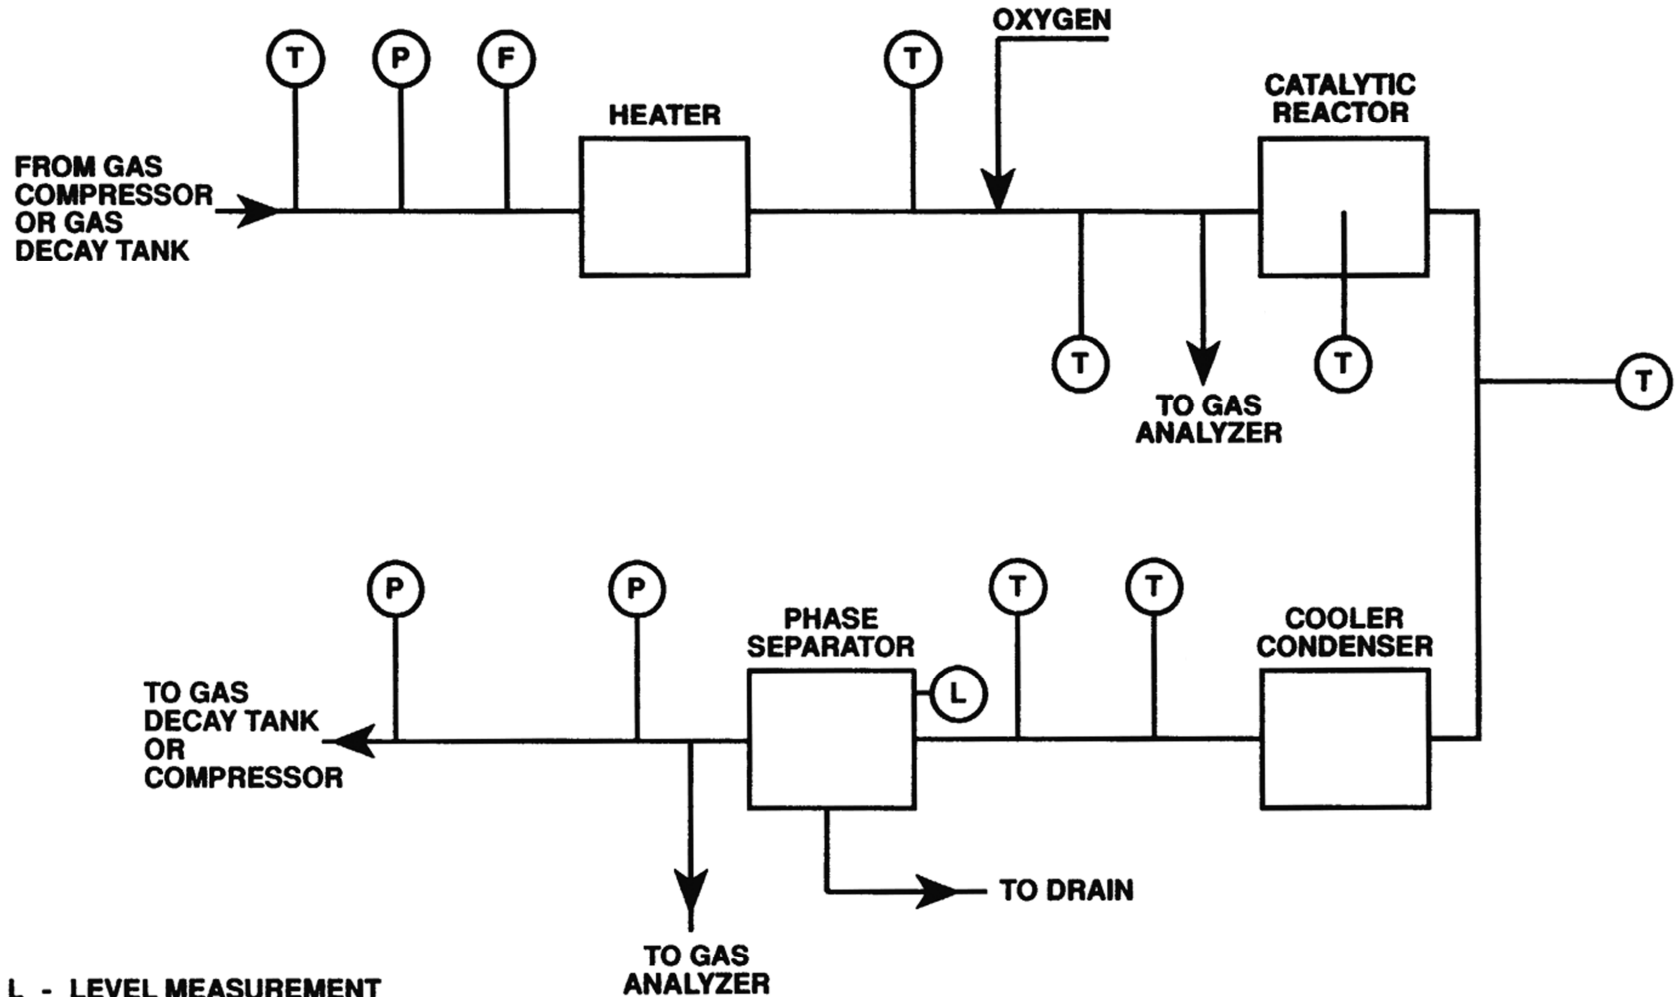 OXYGEN
T
P
F
T
CATALYTIC
REACTOR
HEATER
FROM GAS
COMPRESSOR
OR GAS
DECAY TANK
T
T
T
TO GAS
ANALYZER
P
P
T
T
PHASE
SEPARATOR
COOLER
CONDENSER
L
TO GAS
DECAY TANK
OR
COMPRESSOR
TO DRAIN
TO GAS
ANALYZER
L - LEVEL MEASUREMENT